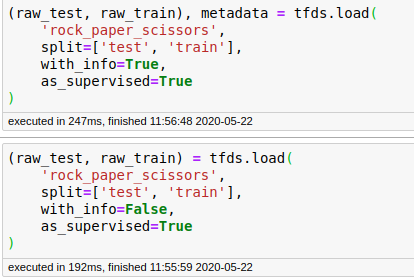 (raw_test, raw_train), metadata = tfds.load(
    'rock_paper_scissors',
    split=['test', 'train'],
    with_info=True,
    as_supervised=True
)
executed in 247ms, finished 11:56:48 2020-05-22
(raw_test, raw_train) = tfds.load(
    'rock_paper_scissors',
    split=['test', 'train'],
    with_info=False,
    as_supervised=True
)
executed in 192ms, finished 11:55:59 2020-05-22